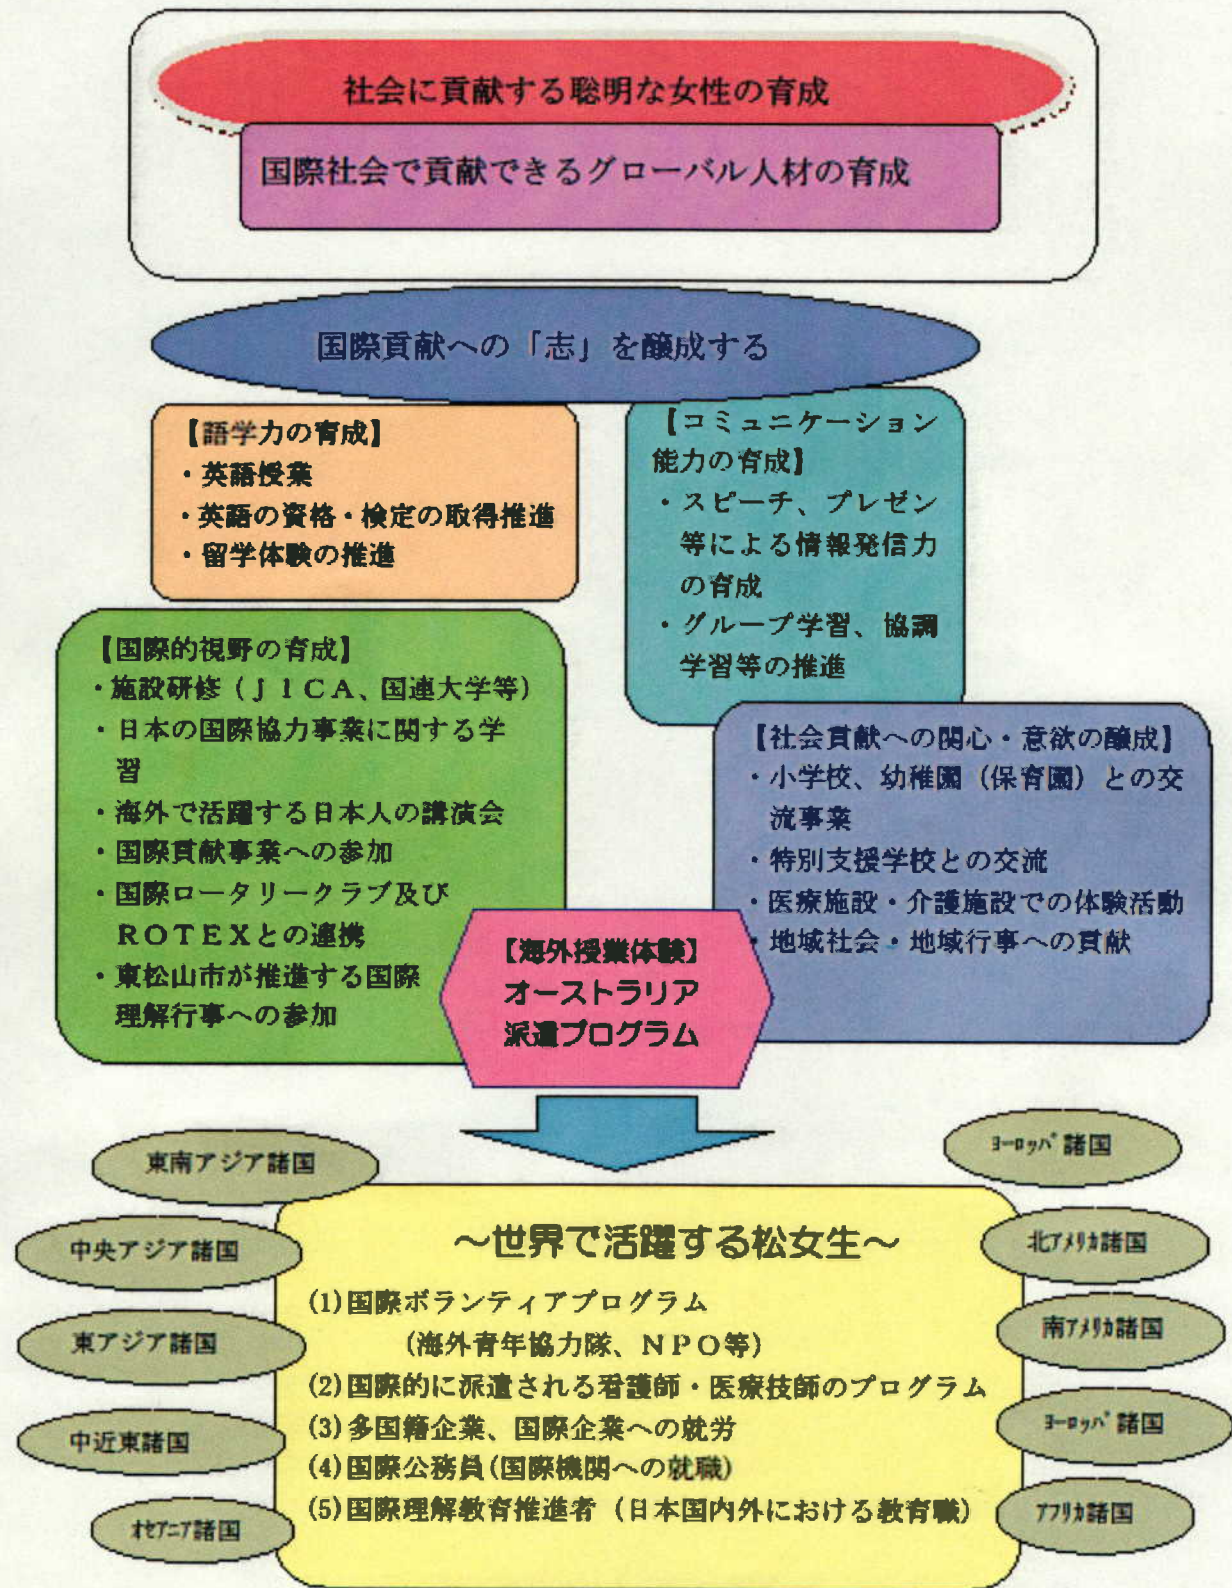 社会に貢献する聡明な女性の育成
国際社会で貢献できるグローバル人材の育成
国際貢献への「志」を醸成する
【語学力の育成】
・英語授業
・英語の資格・検定の取得推進
・留学体験の推進
【コミュニケーション
能力の育成】
・スピーチ、プレゼン
等による情報発信力
の育成
・グループ学習、協調
学習等の推進
【国際的視野の育成】
・施設研修(JICA、国連大学等)
・日本の国際協力事業に関する学
習
・海外で活躍する日本人の講演会
・国際貢献事業への参加
・国際ロータリークラブ及び
ROTEXとの連携
・東松山市が推進する国際
理解行事への参加
【社会貢献への関心・意欲の醸成】
・小学校、幼稚園(保育園)との交
流事業
・特別支援学校との交流
・医療施設・介護施設での体験活動
・地域社会・地域行事への貢献
【海外授業体験】
オーストラリア
派遣プログラム
東南アジア諸国
中央アジア諸国
東アジア諸国
中近東諸国
オセアニア諸国
~世界で活躍する松女生~
(1)国際ボランティアプログラム
(海外青年協力隊、NPO等)
(2)国際的に派遣される看護師・医療技師のプログラム
(3)多国籍企業、国際企業への就労
(4)国際公務員(国際機関への就職)
(5)国際理解教育推進者(日本国内外における教育職)
ヨーロッパ諸国
北アメリカ諸国
南アメリカ諸国
ヨーロッパ諸国
アフリカ諸国